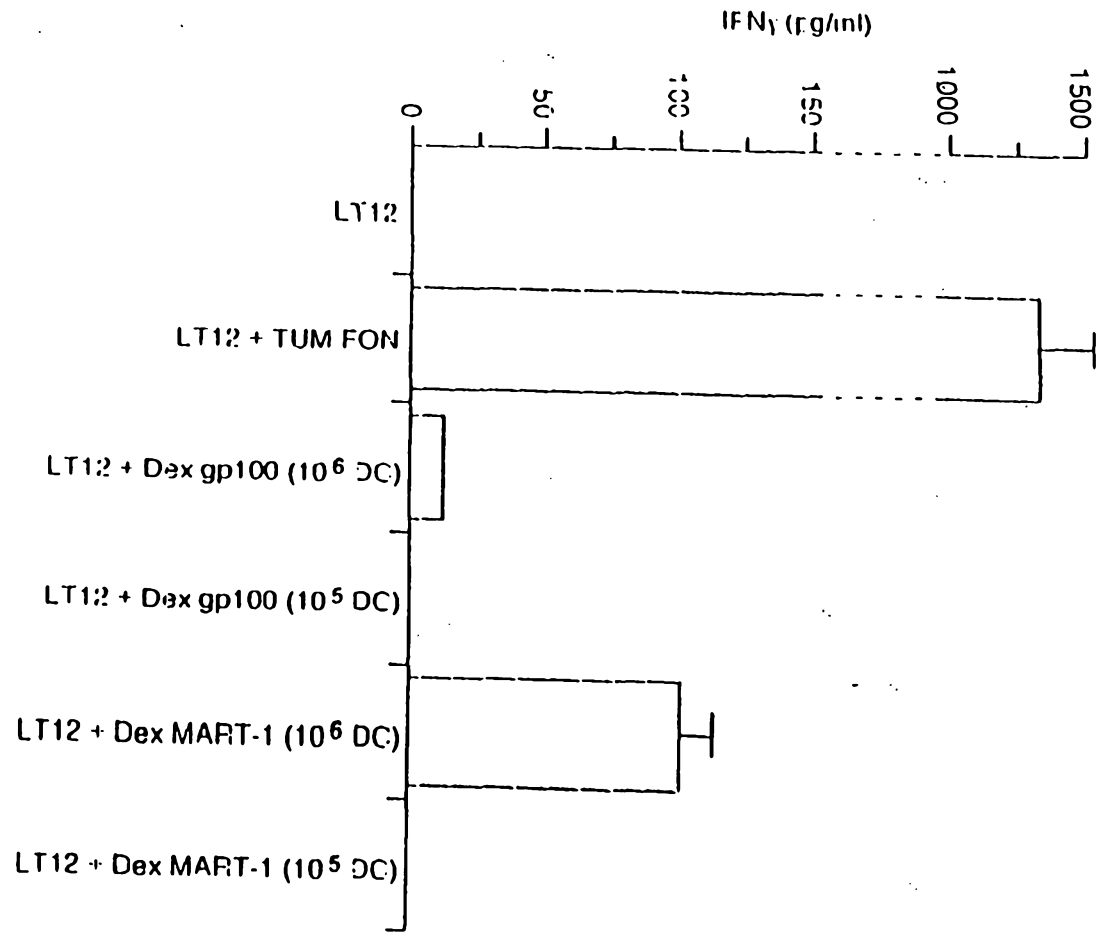 IFNγ (pg/ml)
0
50
100
150
1000
1500
LT12
LT12 + TUM FON
LT12 + Dex gp100 (10⁶ DC)
LT12 + Dex gp100 (10⁵ DC)
LT12 + Dex MART-1 (10⁶ DC)
LT12 + Dex MART-1 (10⁵ DC)